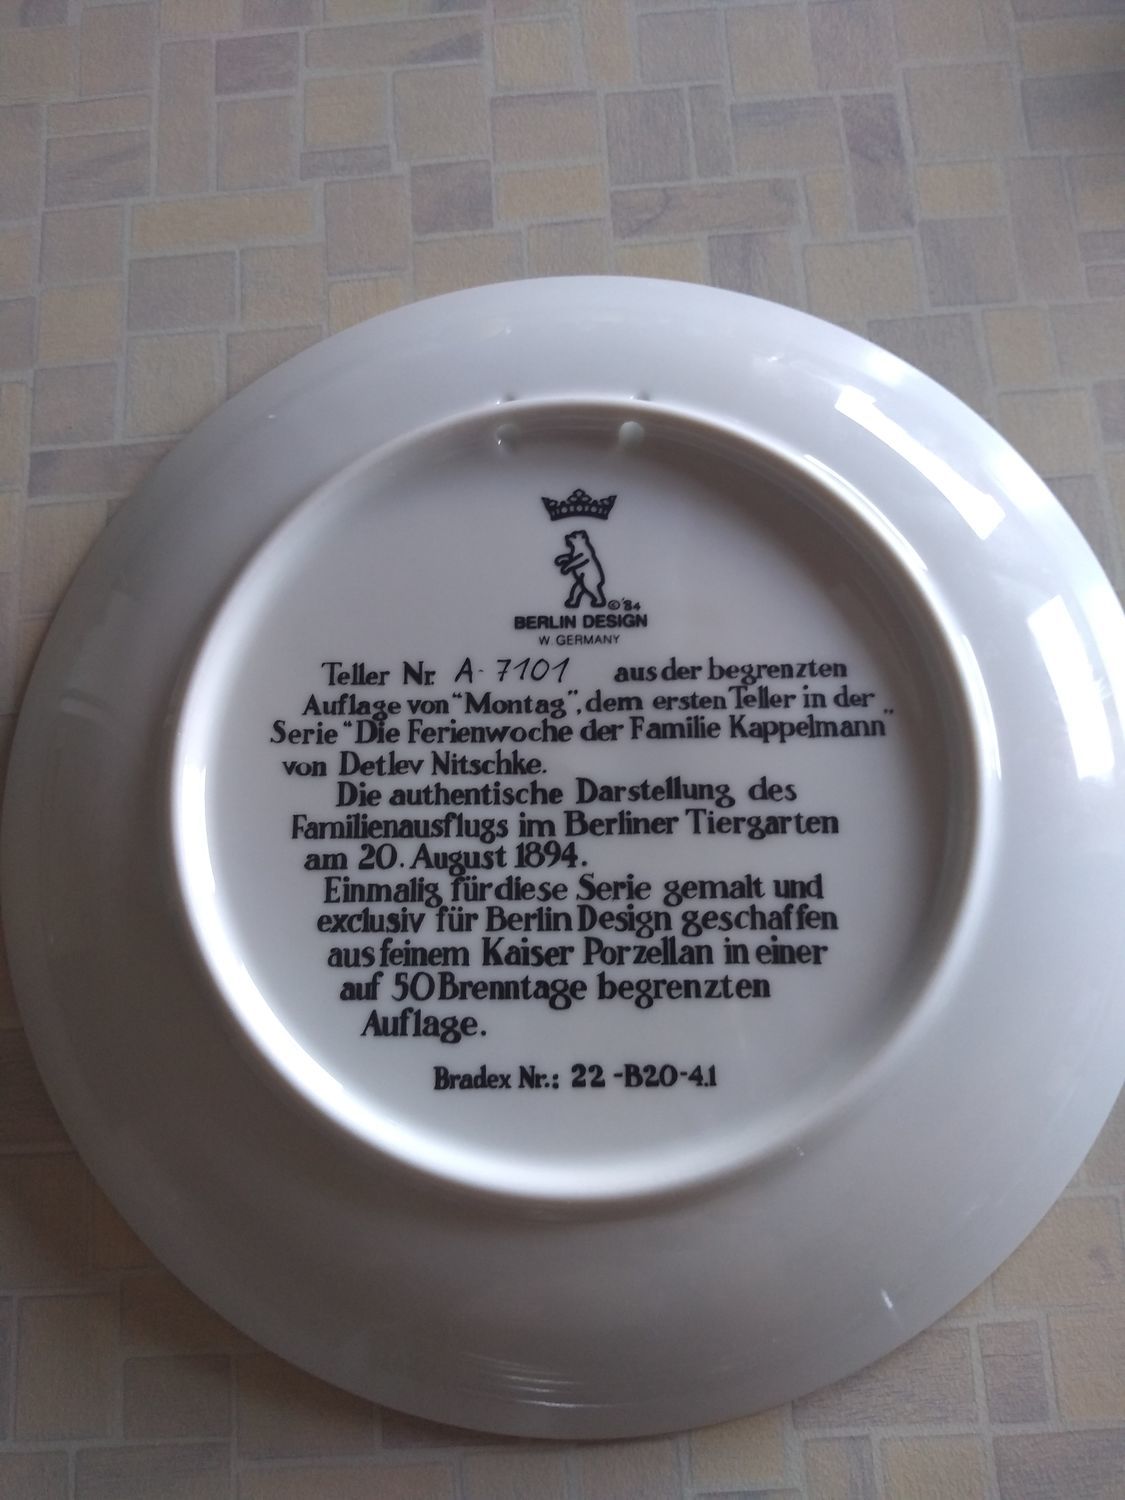 ©'84
BERLIN DESIGN
W. GERMANY
Teller Nr. A-7101 aus der begrenzten
Auflage von “Montag”, dem ersten Teller in der
Serie “Die Ferienwoche der Familie Kappelmann”
von Detlev Nitschke.
Die authentische Darstellung des
Familienausflugs im Berliner Tiergarten
am 20. August 1894.
Einmalig für diese Serie gemalt und
exclusiv für Berlin Design geschaffen
aus feinem Kaiser Porzellan in einer
auf 50 Brenntage begrenzten
Auflage.
Bradex Nr.: 22-B20-4.1